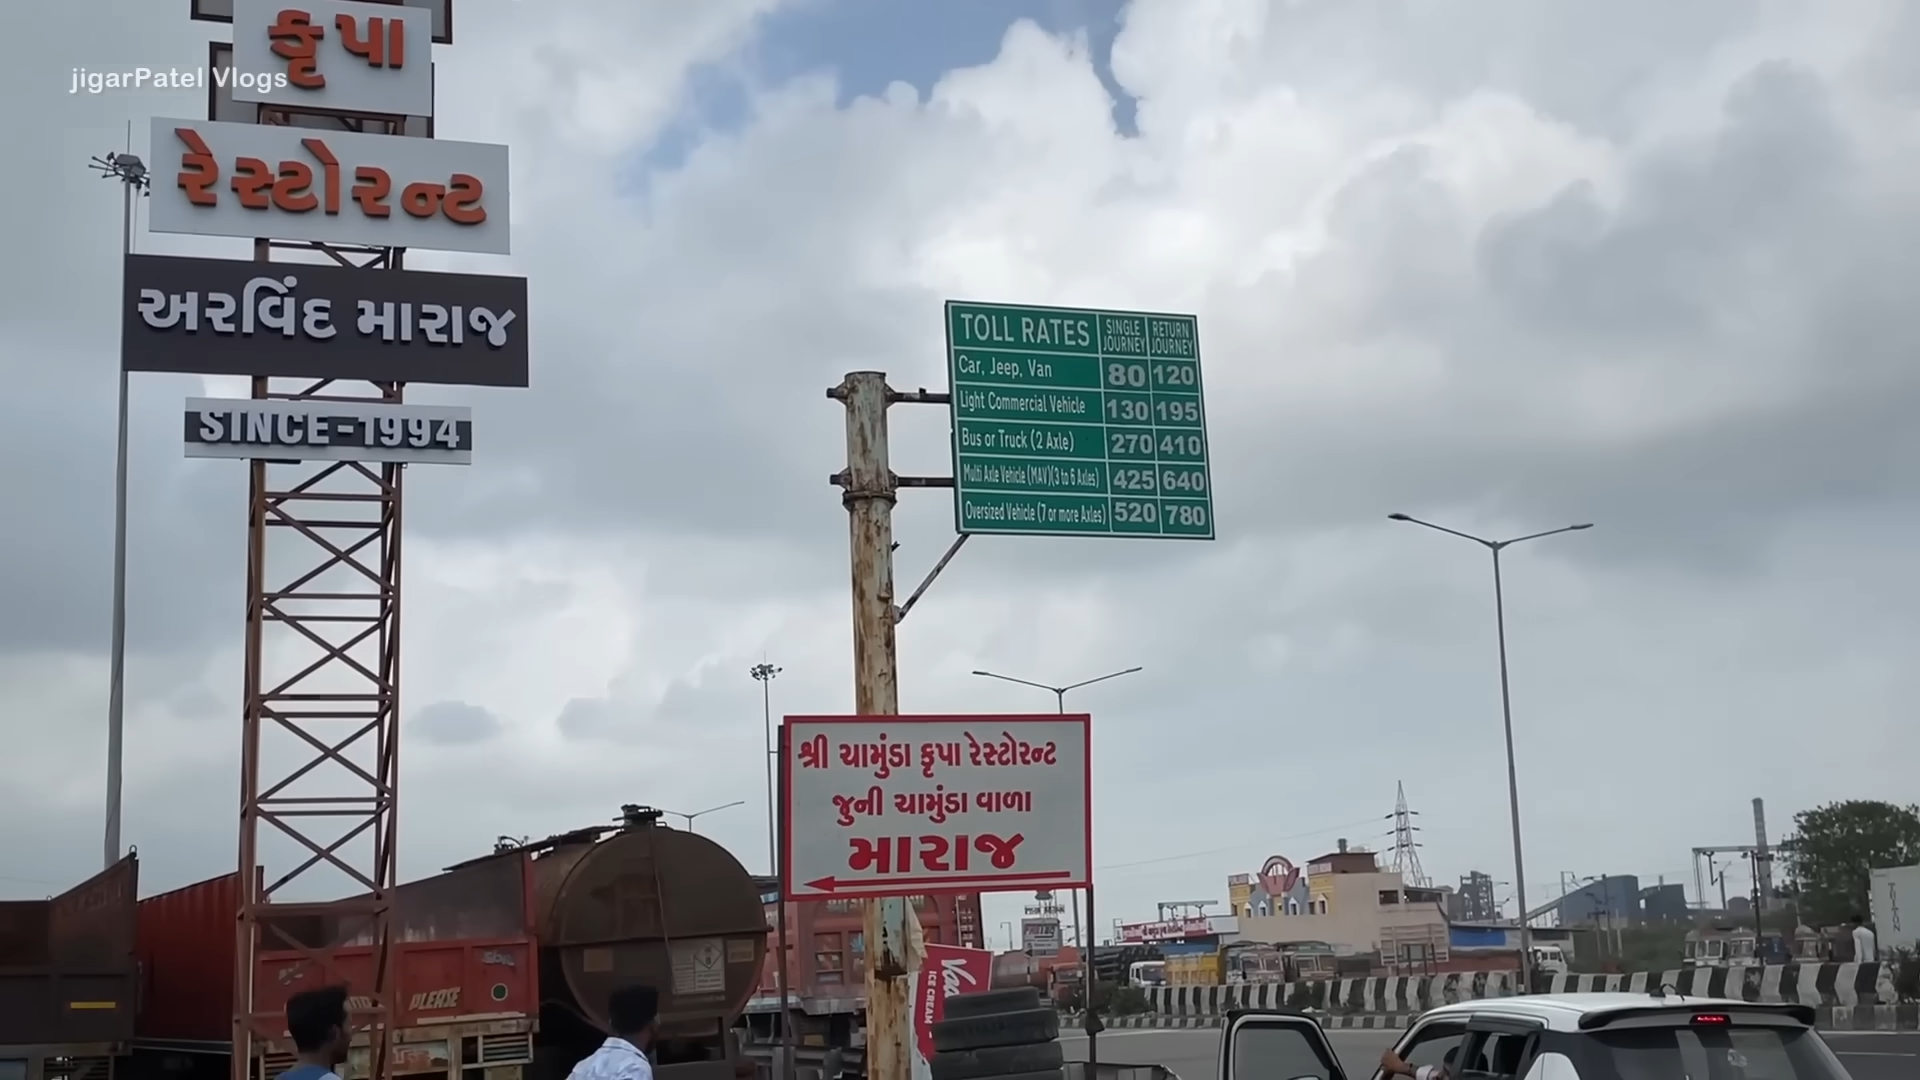 jigarPatel Vlogs
કૃપા
રેસ્ટોરન્ટ
અરવિંદ મારાજ
SINCE-1994
TOLL RATES SINGLE JOURNEY RETURN JOURNEY
Car, Jeep, Van 80 120
Light Commercial Vehicle 130 195
Bus or Truck (2 Axle) 270 410
Multi Axle Vehicle (MAV)(3 to 6 Axles) 425 640
Oversized Vehicle (7 or more Axles) 520 780
શ્રી ચામુંડા કૃપા રેસ્ટોરન્ટ
જુની ચામુંડા વાળા
મારાજ
PLEASE
ICE CREAM